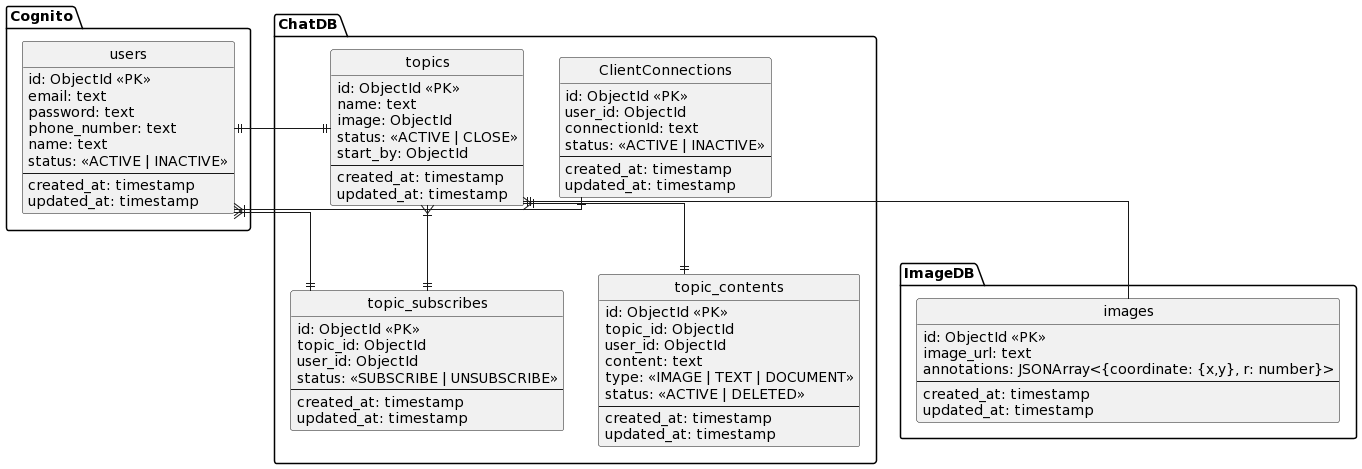 Cognito
users
id: ObjectId «PK»
email: text
password: text
phone_number: text
name: text
status: «ACTIVE | INACTIVE»
created_at: timestamp
updated_at: timestamp
ChatDB
topics
id: ObjectId «PK»
name: text
image: ObjectId
status: «ACTIVE | CLOSE»
start_by: ObjectId
created_at: timestamp
updated_at: timestamp
ClientConnections
id: ObjectId «PK»
user_id: ObjectId
connectionId: text
status: «ACTIVE | INACTIVE»
created_at: timestamp
updated_at: timestamp
topic_subscribes
id: ObjectId «PK»
topic_id: ObjectId
user_id: ObjectId
status: «SUBSCRIBE | UNSUBSCRIBE»
created_at: timestamp
updated_at: timestamp
topic_contents
id: ObjectId «PK»
topic_id: ObjectId
user_id: ObjectId
content: text
type: «IMAGE | TEXT | DOCUMENT»
status: «ACTIVE | DELETED»
created_at: timestamp
updated_at: timestamp
ImageDB
images
id: ObjectId «PK»
image_url: text
annotations: JSONArray<{coordinate: {x,y}, r: number}>
created_at: timestamp
updated_at: timestamp